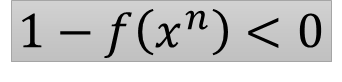 1 − f(xⁿ) < 0